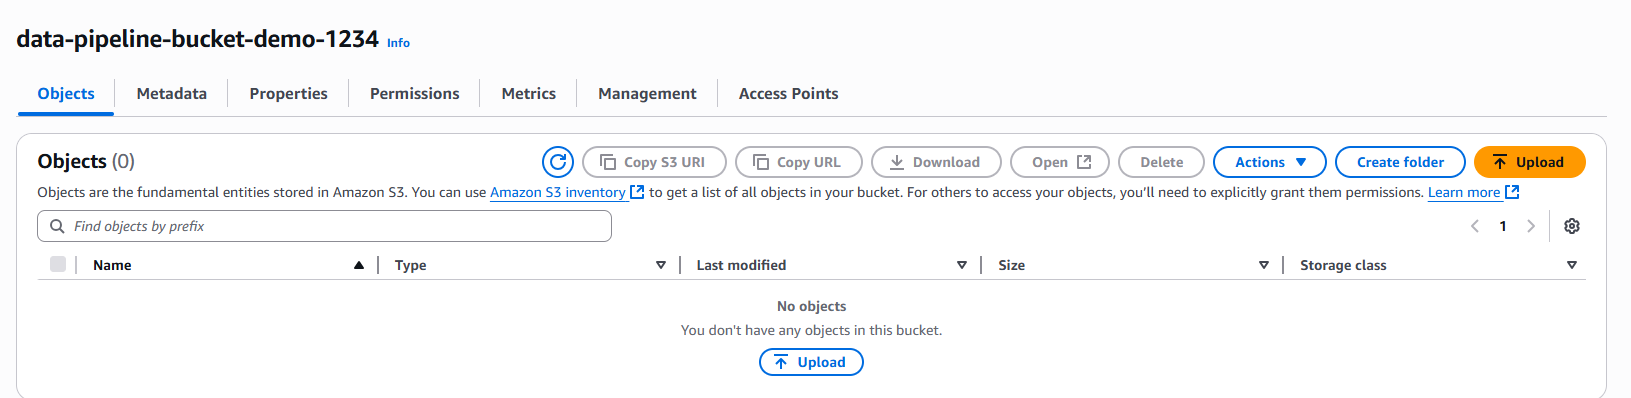 data-pipeline-bucket-demo-1234 Info
Objects Metadata Properties Permissions Metrics Management Access Points
Objects (0) Copy S3 URI Copy URL Download Open Delete Actions Create folder Upload
Objects are the fundamental entities stored in Amazon S3. You can use Amazon S3 inventory to get a list of all objects in your bucket. For others to access your objects, you'll need to explicitly grant them permissions. Learn more
Find objects by prefix 1
Name Type Last modified Size Storage class
No objects
You don't have any objects in this bucket.
Upload